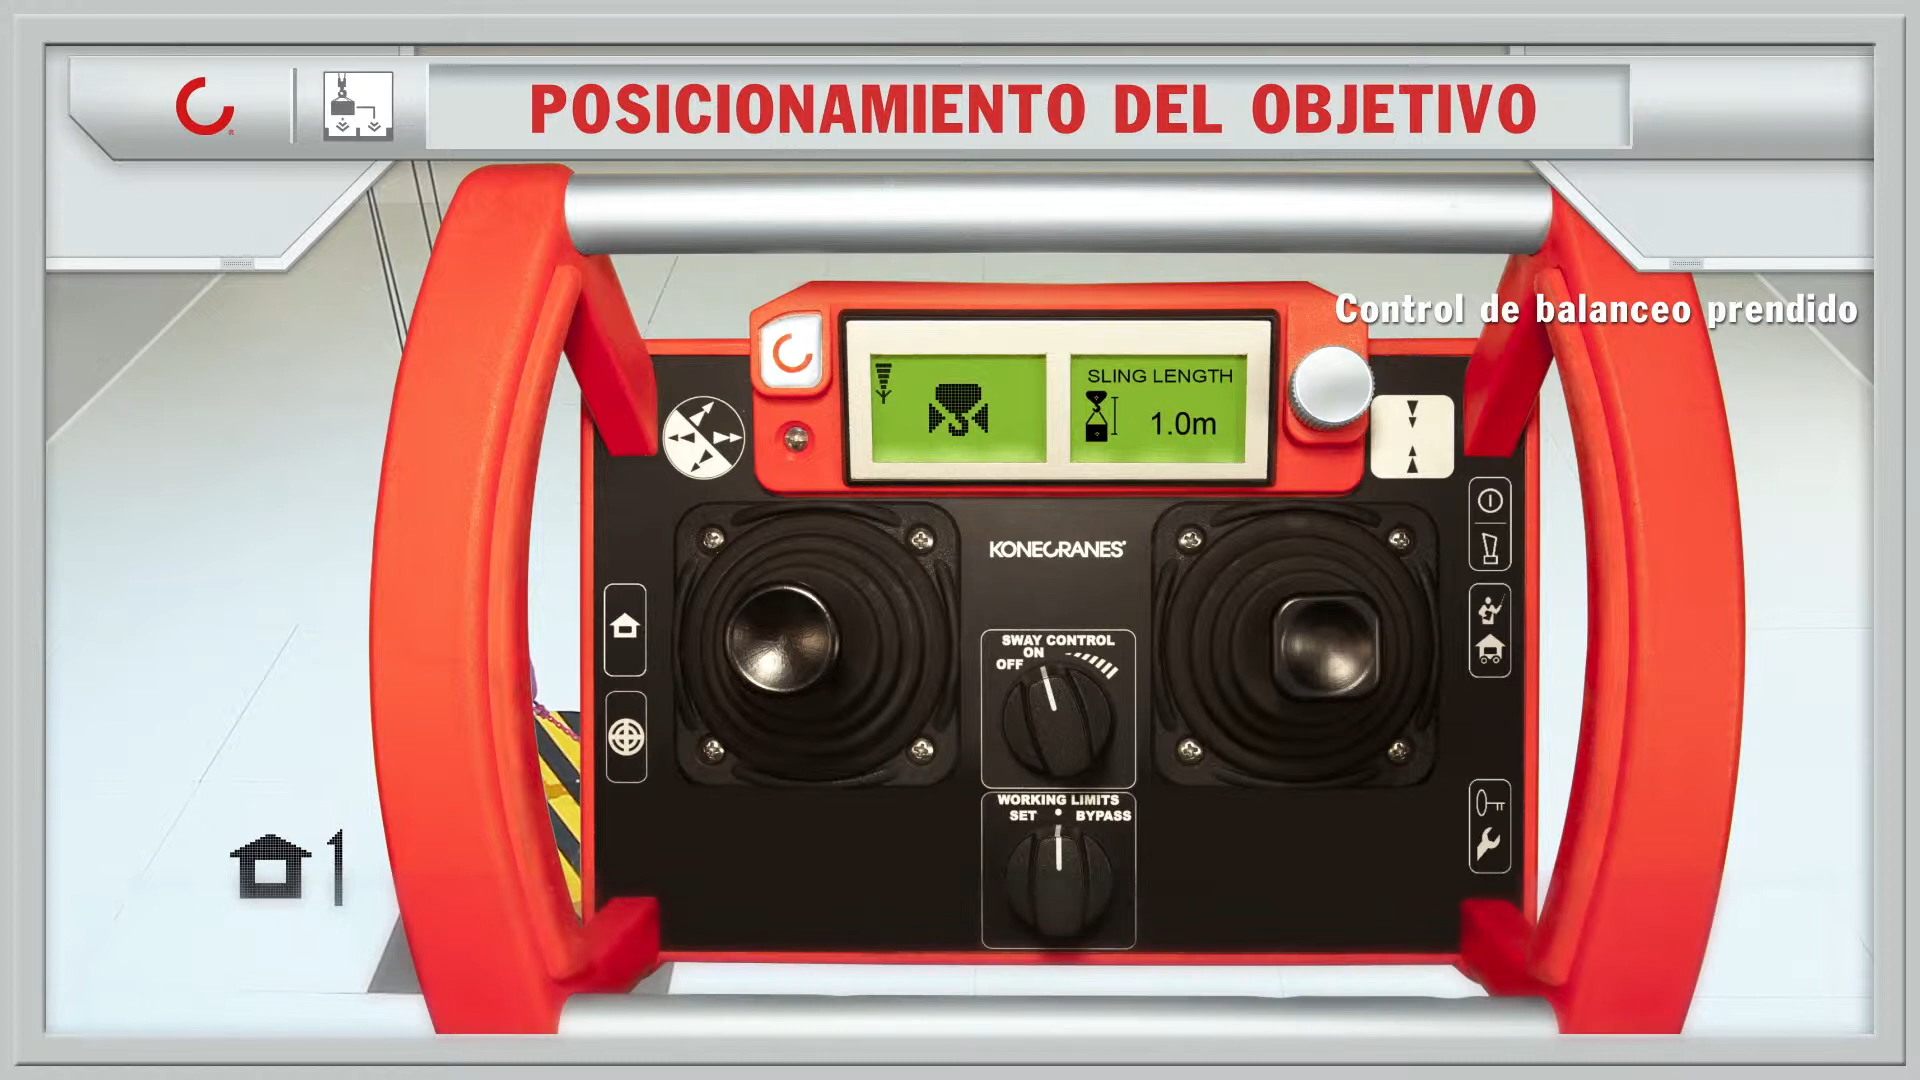 POSICIONAMIENTO DEL OBJETIVO
Control de balanceo prendido
SLING LENGTH
1.0m
KONECRANES
SWAY CONTROL
ON
OFF
WORKING LIMITS
SET BYPASS
1